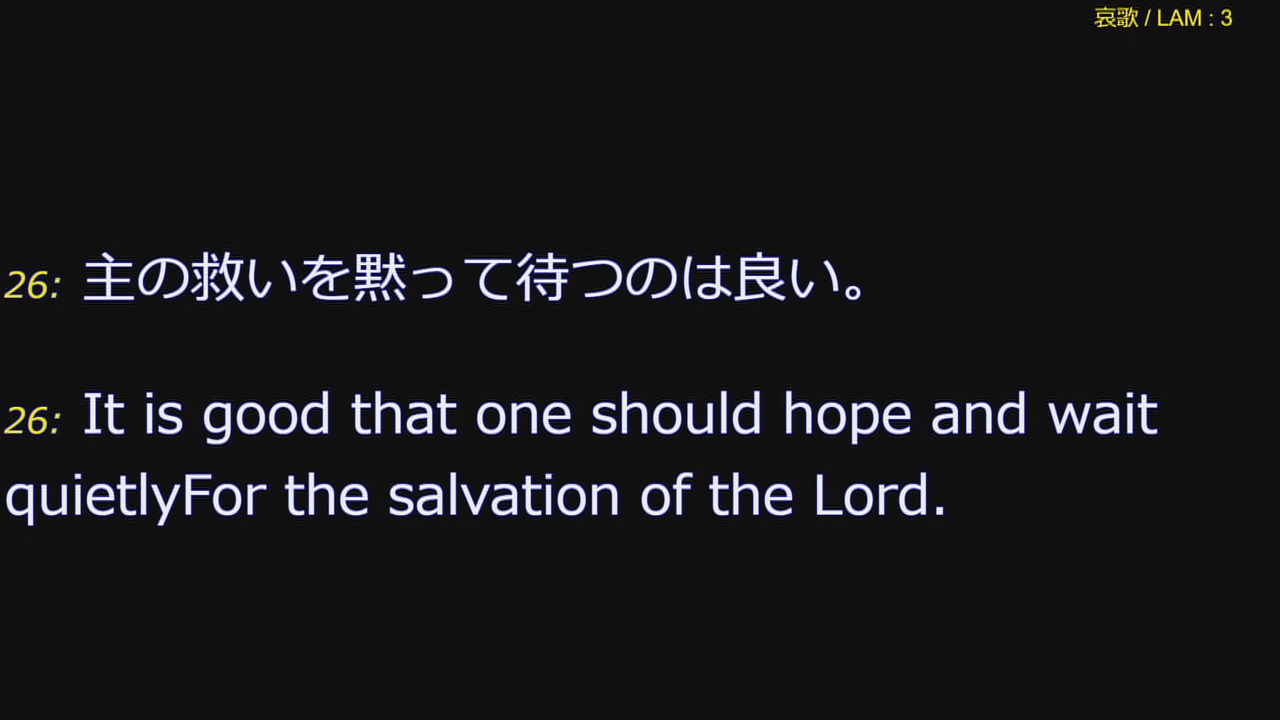 哀歌 / LAM : 3
26: 主の救いを黙って待つのは良い。
26: It is good that one should hope and wait
quietlyFor the salvation of the Lord.